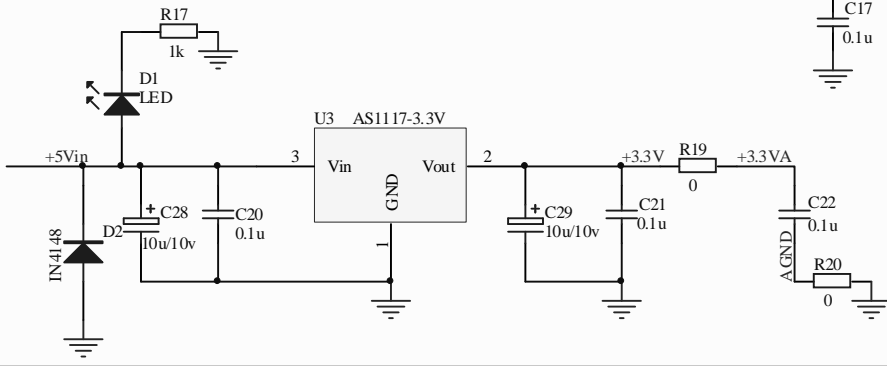 C17
0.1u
R17
1k
D1
LED
U3 AS1117-3.3V
+5Vin
3
Vin
Vout
2
GND
1
+3.3V
R19
0
+3.3VA
+
C28
10u/10v
C20
0.1u
D2
IN4148
+
C29
10u/10v
C21
0.1u
C22
0.1u
AGND
R20
0